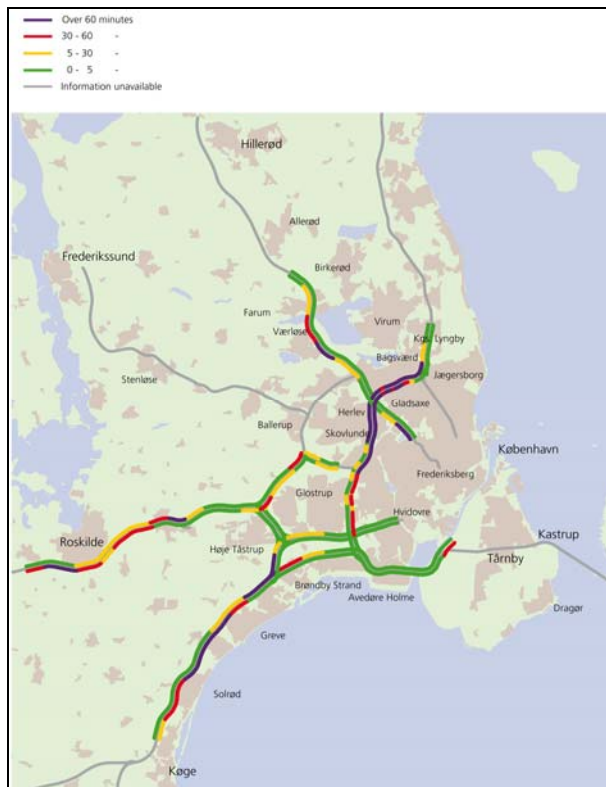 Over 60 minutes
30 - 60 -
5 - 30 -
0 - 5 -
Information unavailable
Hillerød
Allerød
Frederikssund
Birkerød
Farum
Virum
Værløse
Kgs. Lyngby
Bagsværd
Stenløse
Jægersborg
Gladsaxe
Herlev
Ballerup
Skovlunde
København
Frederiksberg
Glostrup
Hvidovre
Roskilde
Kastrup
Høje Tåstrup
Tårnby
Brøndby Strand
Avedøre Holme
Dragør
Greve
Solrød
Køge